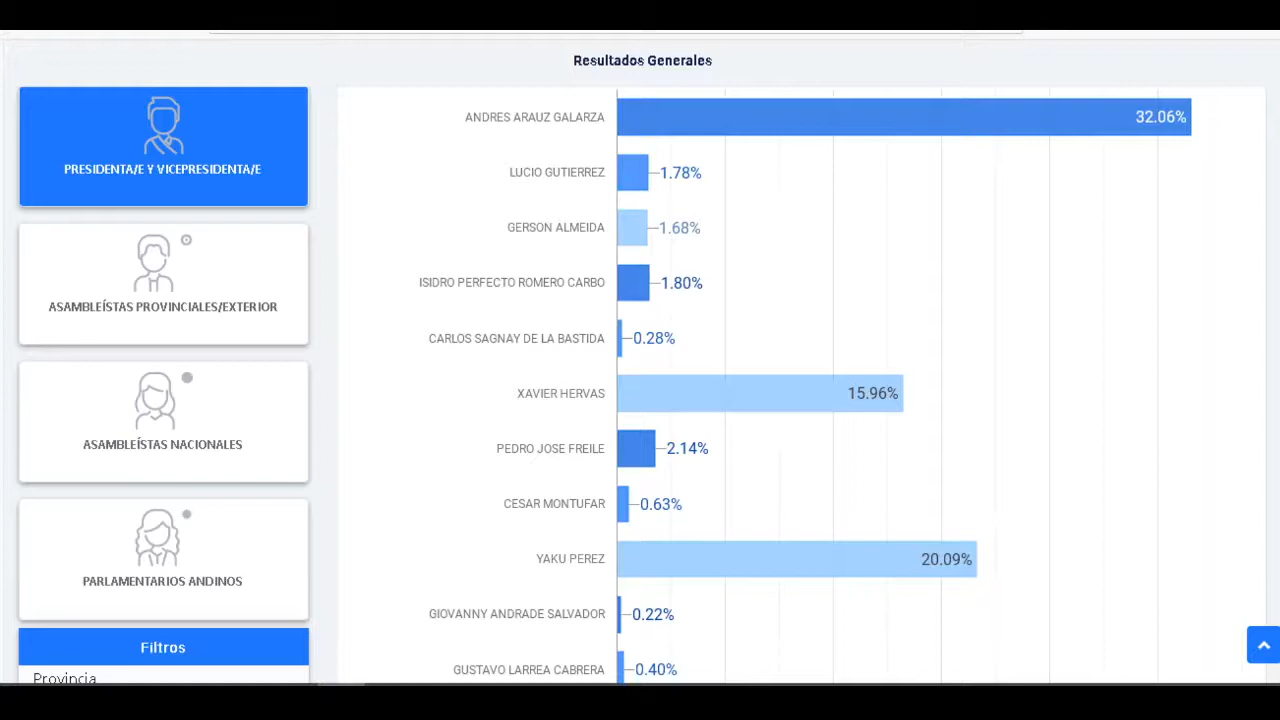 Resultados Generales
PRESIDENTA/E Y VICEPRESIDENTA/E
ASAMBLEÍSTAS PROVINCIALES/EXTERIOR
ASAMBLEÍSTAS NACIONALES
PARLAMENTARIOS ANDINOS
Filtros
Provincia
ANDRES ARAUZ GALARZA 32.06%
LUCIO GUTIERREZ 1.78%
GERSON ALMEIDA 1.68%
ISIDRO PERFECTO ROMERO CARBO 1.80%
CARLOS SAGNAY DE LA BASTIDA 0.28%
XAVIER HERVAS 15.96%
PEDRO JOSE FREILE 2.14%
CESAR MONTUFAR 0.63%
YAKU PEREZ 20.09%
GIOVANNY ANDRADE SALVADOR 0.22%
GUSTAVO LARREA CABRERA 0.40%